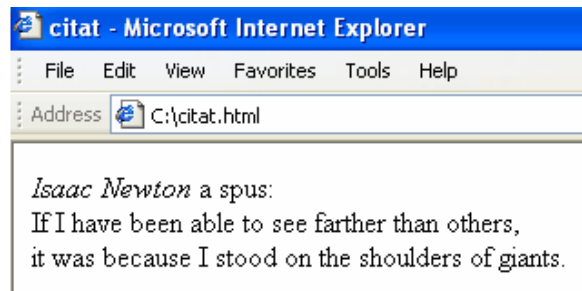 citat - Microsoft Internet Explorer
File Edit View Favorites Tools Help
Address C:\citat.html
Isaac Newton a spus:
If I have been able to see farther than others,
it was because I stood on the shoulders of giants.